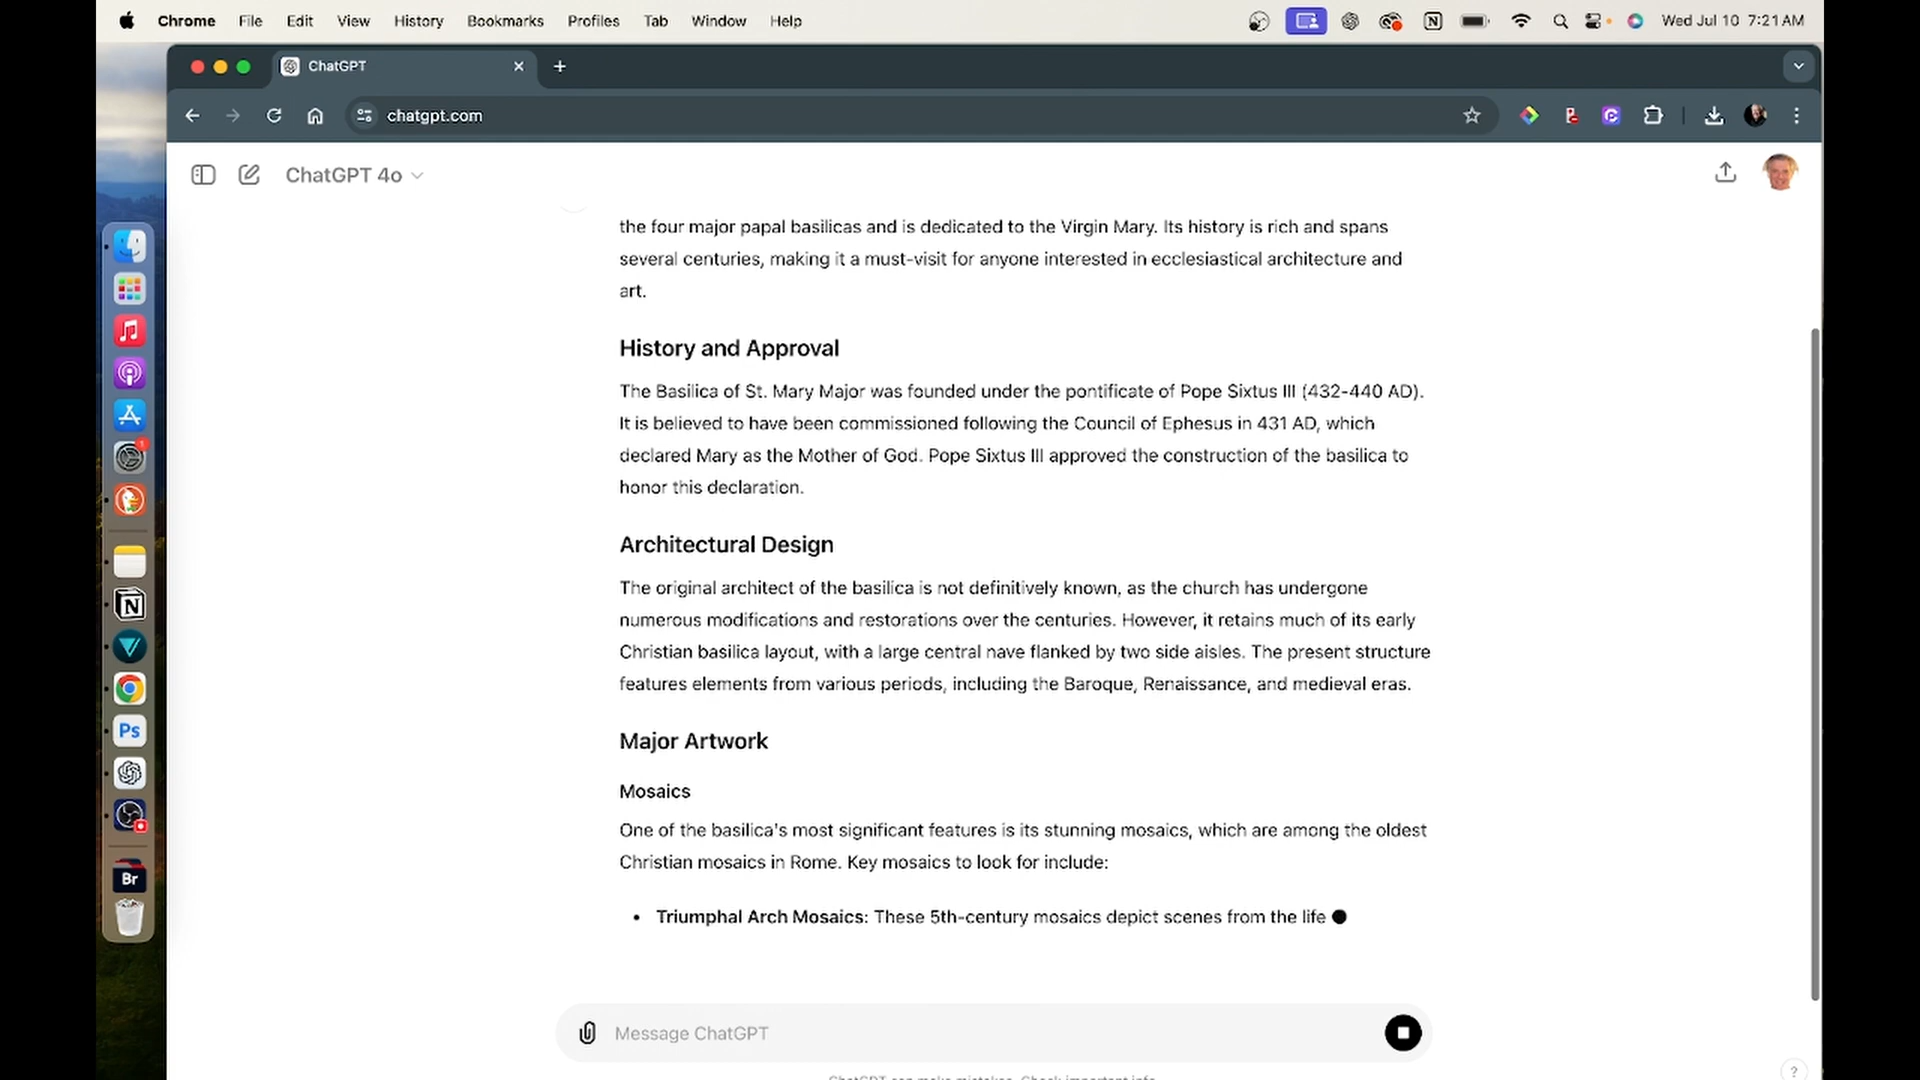 Chrome File Edit View History Bookmarks Profiles Tab Window Help
Wed Jul 10 7:21 AM
ChatGPT
chatgpt.com
ChatGPT 4o
the four major papal basilicas and is dedicated to the Virgin Mary. Its history is rich and spans
several centuries, making it a must-visit for anyone interested in ecclesiastical architecture and
art.
History and Approval
The Basilica of St. Mary Major was founded under the pontificate of Pope Sixtus III (432-440 AD).
It is believed to have been commissioned following the Council of Ephesus in 431 AD, which
declared Mary as the Mother of God. Pope Sixtus III approved the construction of the basilica to
honor this declaration.
Architectural Design
The original architect of the basilica is not definitively known, as the church has undergone
numerous modifications and restorations over the centuries. However, it retains much of its early
Christian basilica layout, with a large central nave flanked by two side aisles. The present structure
features elements from various periods, including the Baroque, Renaissance, and medieval eras.
Major Artwork
Mosaics
One of the basilica's most significant features is its stunning mosaics, which are among the oldest
Christian mosaics in Rome. Key mosaics to look for include:
• Triumphal Arch Mosaics: These 5th-century mosaics depict scenes from the life
Ps
Br
Message ChatGPT
ChatGPT can make mistakes. Check important info.
?